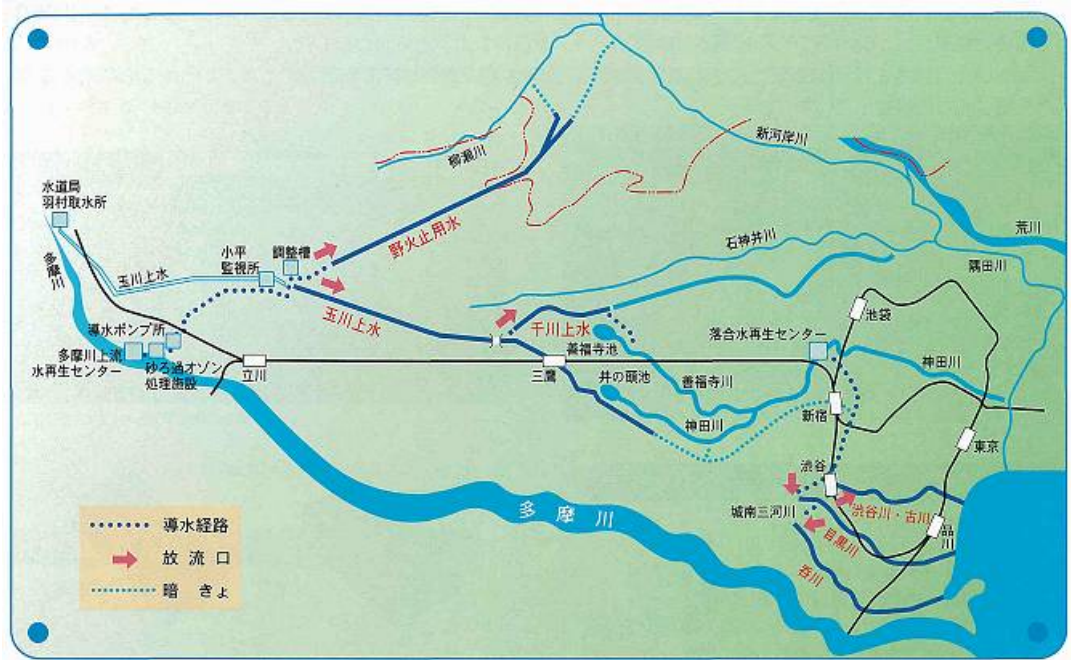 新河岸川
柳瀬川
水道局
羽村取水所
荒川
野火止用水
石神井川
小平
監視所
調整槽
多摩川
玉川上水
隅田川
玉川上水
池袋
千川上水
導水ポンプ所
落合水再生センター
善福寺池
多摩川上流
水再生センター
砂ろ過オゾン
処理施設
立川
三鷹
井の頭池
善福寺川
神田川
新宿
神田川
東京
渋谷
城南三河川
渋谷川・古川
多摩川
目黒川
品川
呑川
導水経路
放流口
暗きょ